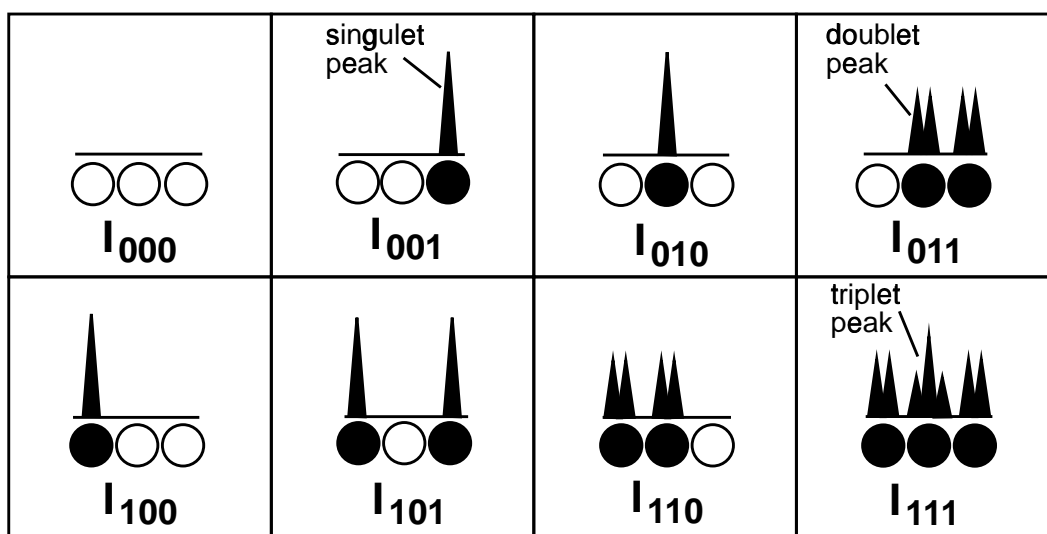 singulet
peak
doublet
peak
I000
I001
I010
I011
triplet
peak
I100
I101
I110
I111